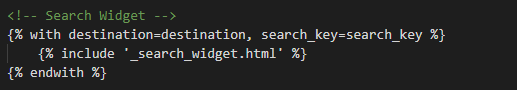 <!-- Search Widget -->
{% with destination=destination, search_key=search_key %}
    {% include '_search_widget.html' %}
{% endwith %}